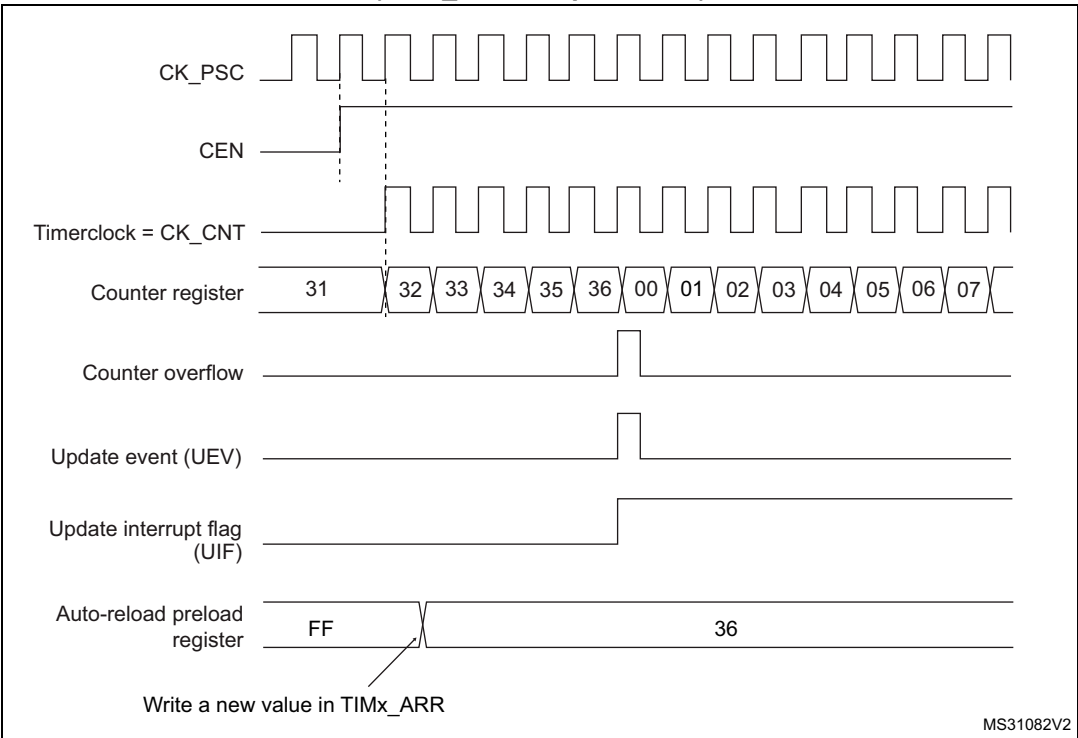 CK_PSC
CEN
Timerclock = CK_CNT
Counter register 31 32 33 34 35 36 00 01 02 03 04 05 06 07
Counter overflow
Update event (UEV)
Update interrupt flag
(UIF)
Auto-reload preload
register FF 36
Write a new value in TIMx_ARR
MS31082V2